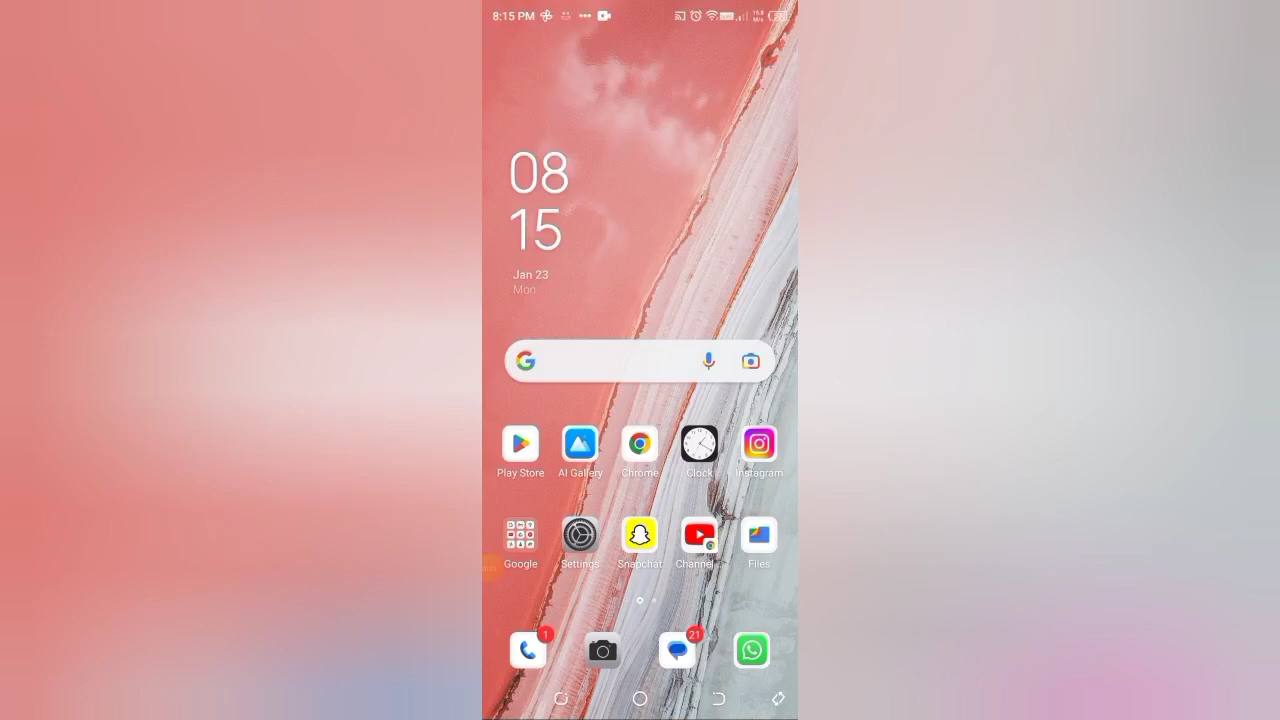 8:15 PM
08
15
Jan 23
Mon
Play Store AI Gallery Chrome Clock Instagram
Google Settings Snapchat Channel Files
1 21